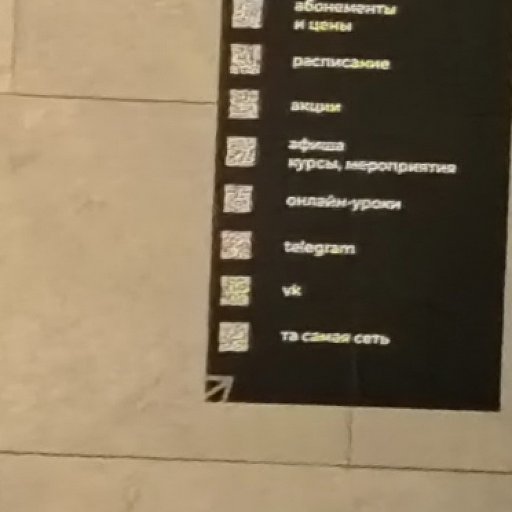 абонементы
и цены
расписание
акции
афиша
курсы, мероприятия
онлайн-уроки
telegram
vk
та самая сеть